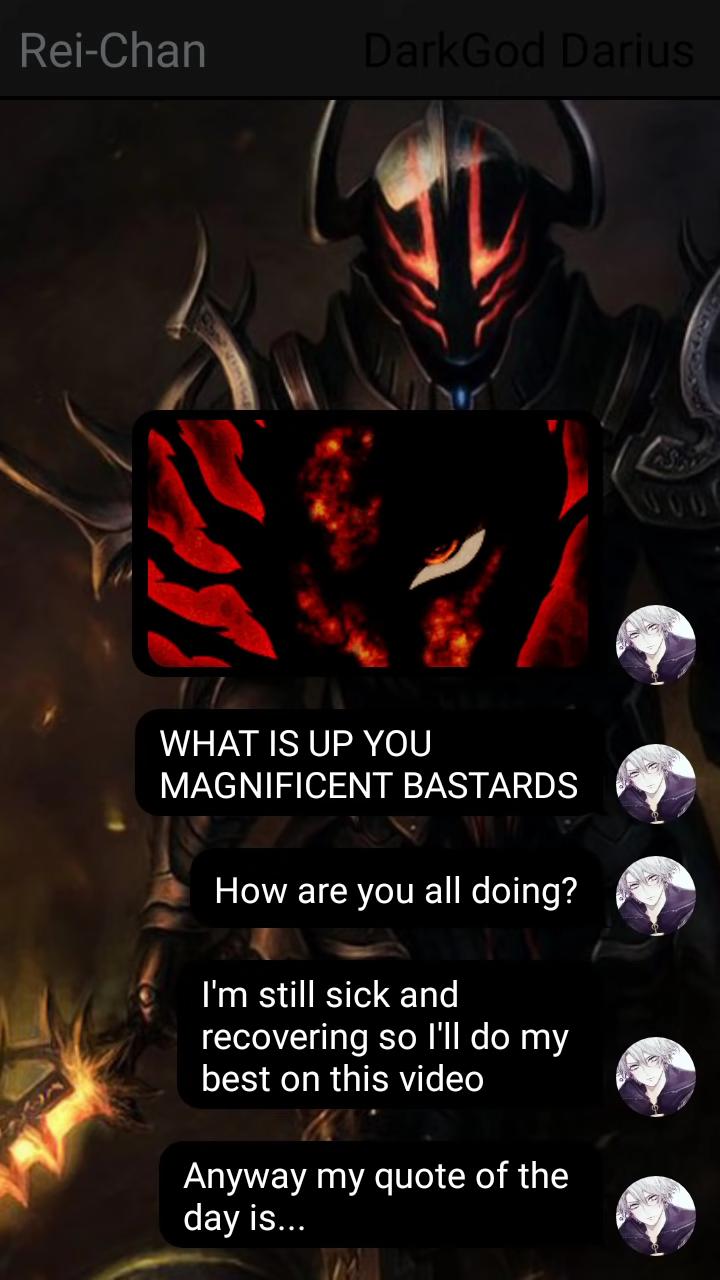 Rei-Chan DarkGod Darius
WHAT IS UP YOU
MAGNIFICENT BASTARDS
How are you all doing?
I'm still sick and
recovering so I'll do my
best on this video
Anyway my quote of the
day is...